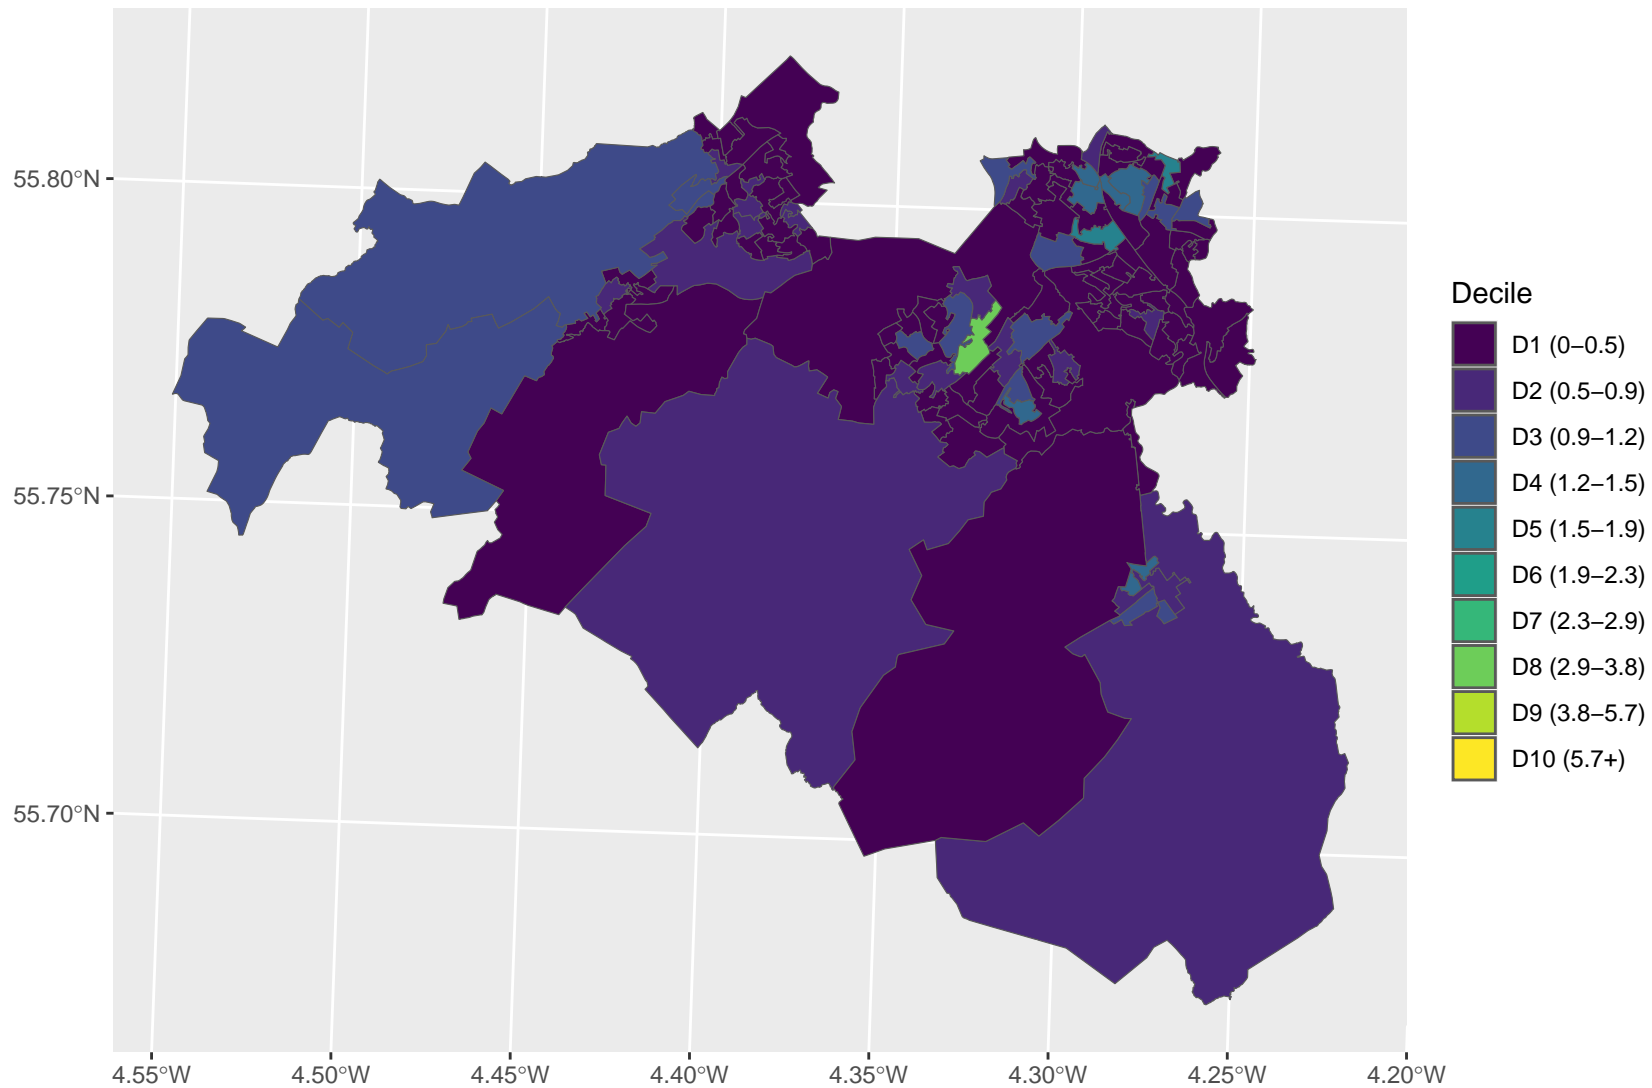 55.80°N
55.75°N
55.70°N
4.55°W
4.50°W
4.45°W
4.40°W
4.35°W
4.30°W
4.25°W
4.20°W
Decile
D1 (0−0.5)
D2 (0.5−0.9)
D3 (0.9−1.2)
D4 (1.2−1.5)
D5 (1.5−1.9)
D6 (1.9−2.3)
D7 (2.3−2.9)
D8 (2.9−3.8)
D9 (3.8−5.7)
D10 (5.7+)